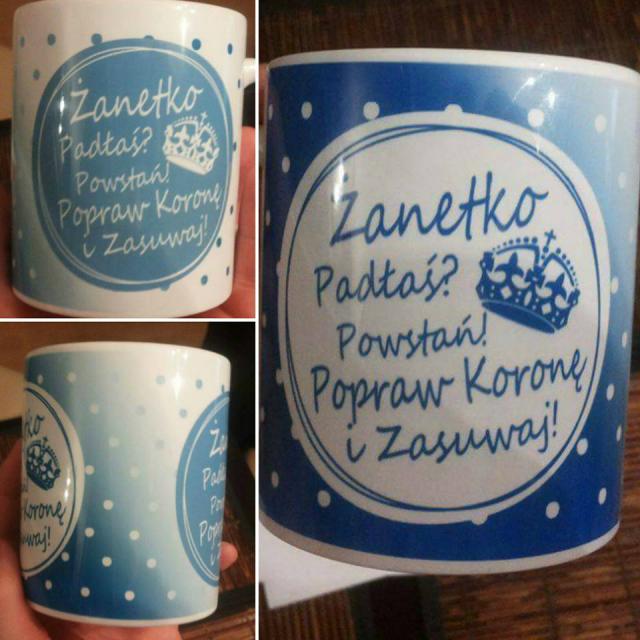 Żanetko
Padłaś?
Powstań!
Popraw Koronę
i Zasuwaj!
Żanetko
Padłaś?
Powstań!
Popraw Koronę
i Zasuwaj!